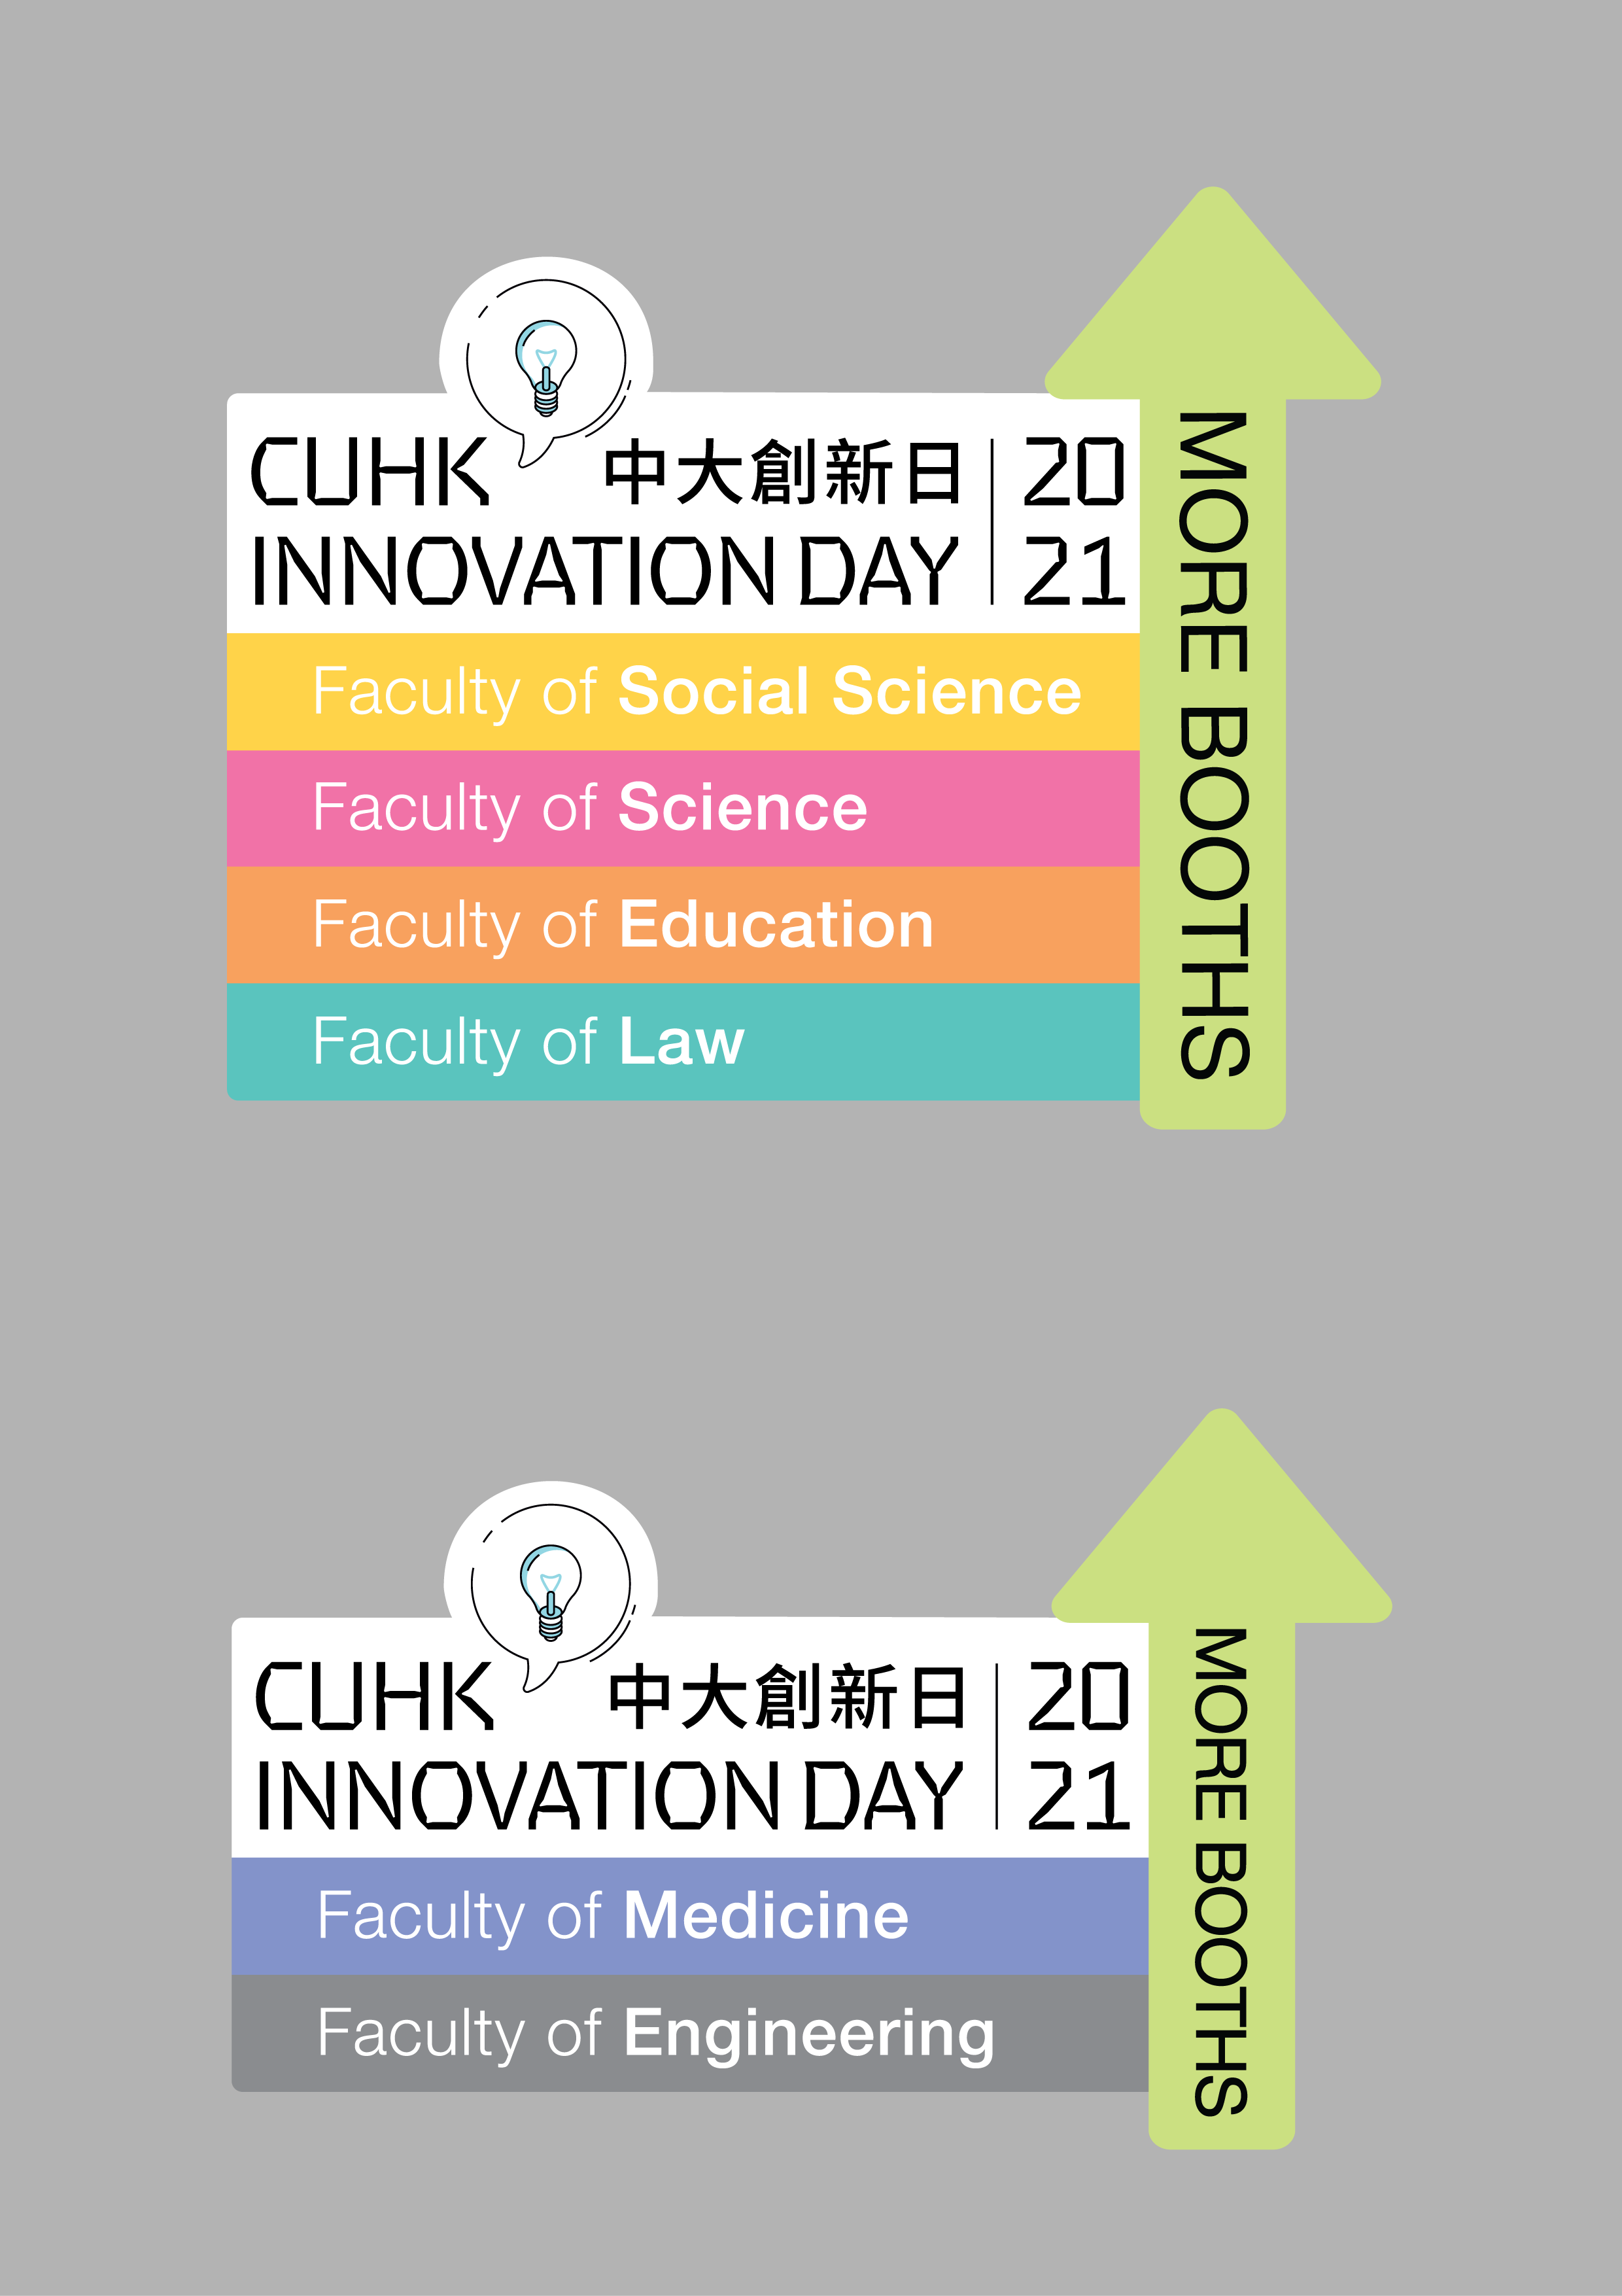 CUHK 中大創新日 20
INNOVATION DAY 21
Faculty of Social Science
Faculty of Science
Faculty of Education
Faculty of Law
MORE BOOTHS
CUHK 中大創新日 20
INNOVATION DAY 21
Faculty of Medicine
Faculty of Engineering
MORE BOOTHS